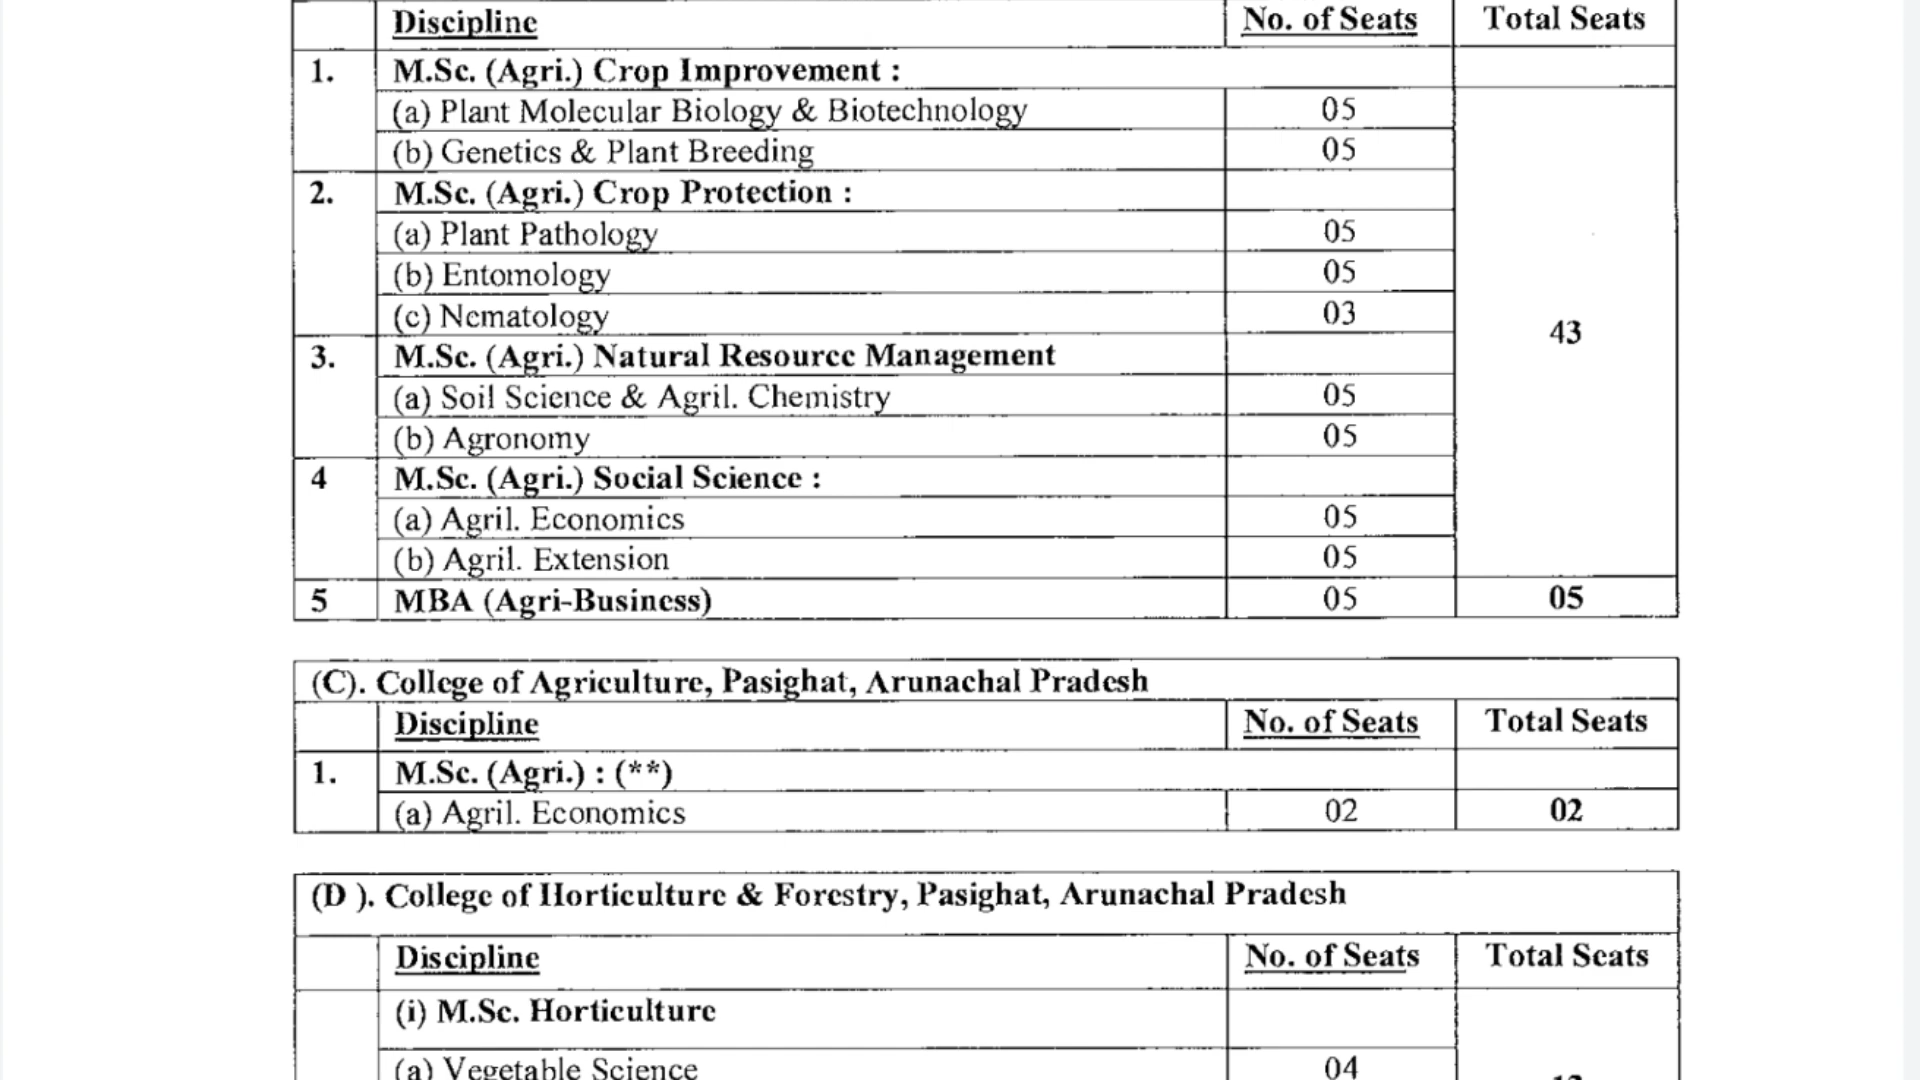 Discipline No. of Seats Total Seats
1. M.Sc. (Agri.) Crop Improvement :
(a) Plant Molecular Biology & Biotechnology 05
(b) Genetics & Plant Breeding 05
2. M.Sc. (Agri.) Crop Protection :
(a) Plant Pathology 05
(b) Entomology 05
(c) Nematology 03
43
3. M.Sc. (Agri.) Natural Resource Management
(a) Soil Science & Agril. Chemistry 05
(b) Agronomy 05
4 M.Sc. (Agri.) Social Science :
(a) Agril. Economics 05
(b) Agril. Extension 05
5 MBA (Agri-Business) 05 05
(C). College of Agriculture, Pasighat, Arunachal Pradesh
Discipline No. of Seats Total Seats
1. M.Sc. (Agri.) : (**)
(a) Agril. Economics 02 02
(D ). College of Horticulture & Forestry, Pasighat, Arunachal Pradesh
Discipline No. of Seats Total Seats
(i) M.Sc. Horticulture
(a) Vegetable Science 04